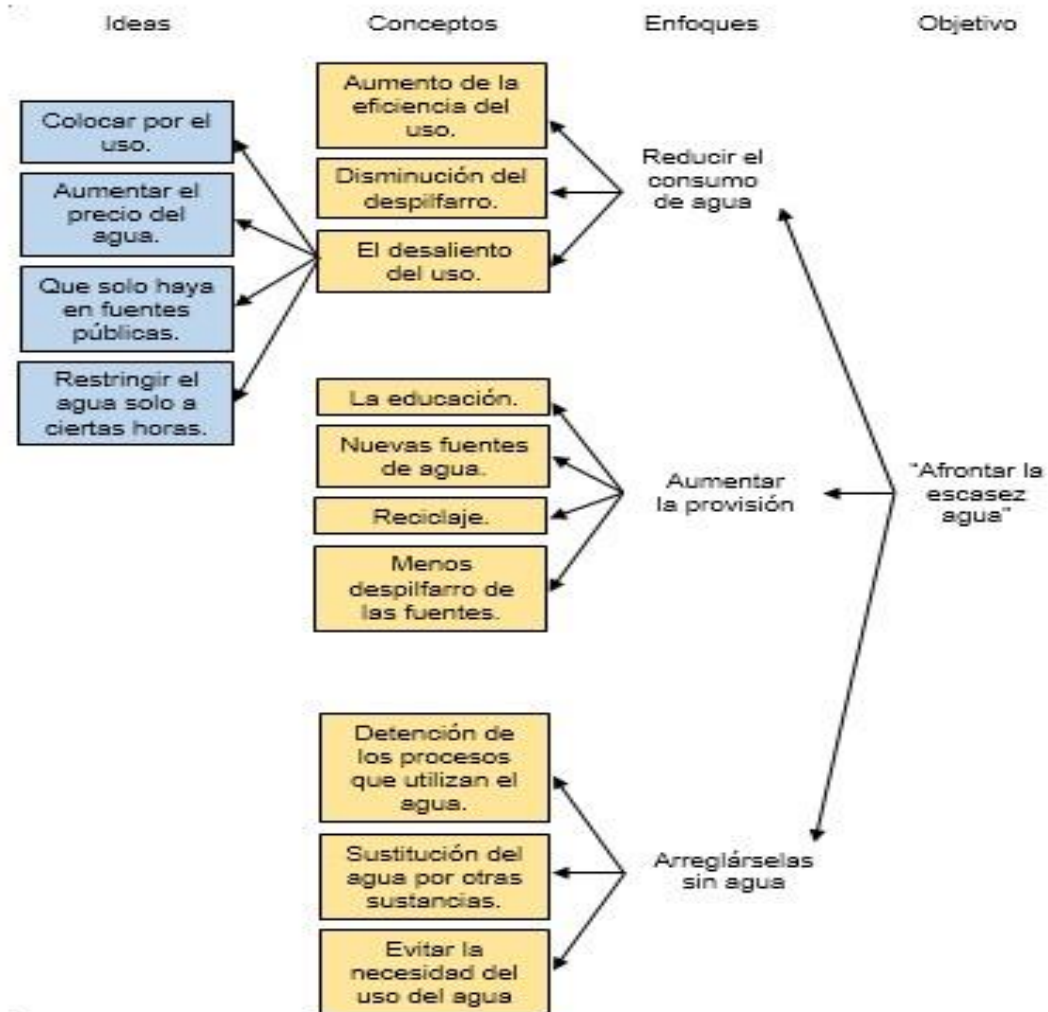 Ideas
Conceptos
Enfoques
Objetivo
Colocar por el
uso.
Aumentar el
precio del
agua.
Que solo haya
en fuentes
públicas.
Restringir el
agua solo a
ciertas horas.
Aumento de la
eficiencia del
uso.
Disminución del
despilfarro.
El desaliento
del uso.
La educación.
Nuevas fuentes
de agua.
Reciclaje.
Menos
despilfarro de
las fuentes.
Detención de
los procesos
que utilizan el
agua.
Sustitución del
agua por otras
sustancias.
Evitar la
necesidad del
uso del agua
Reducir el
consumo
de agua
Aumentar
la provisión
Arreglárselas
sin agua
"Afrontar la
escasez
agua"